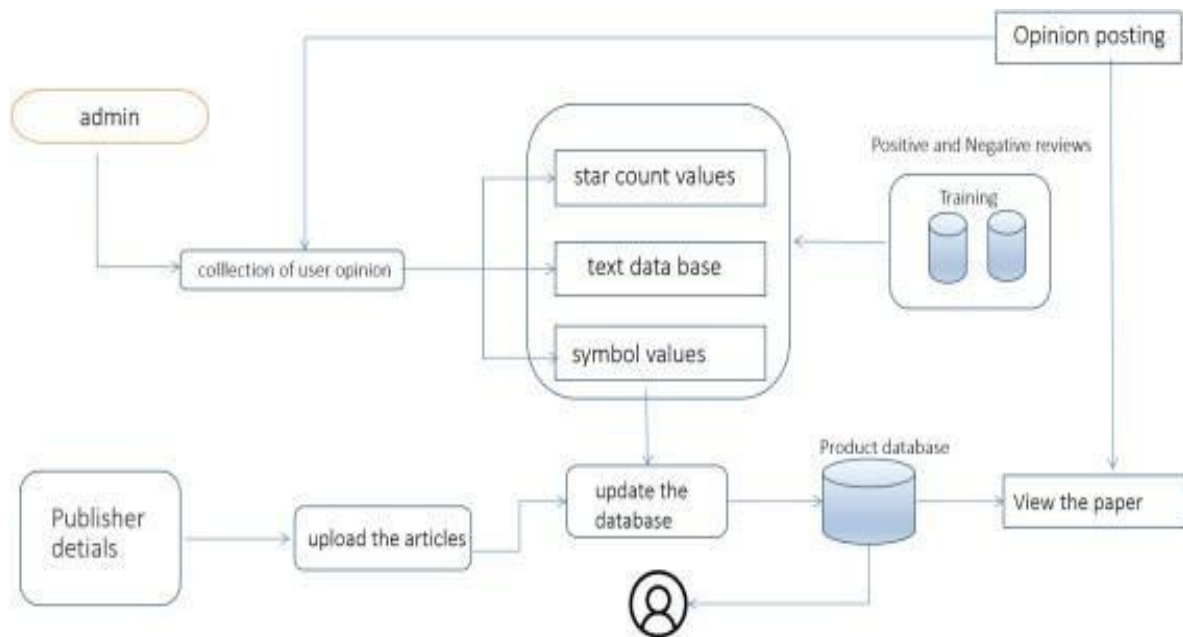 Opinion posting
admin
Positive and Negative reviews
star count values
Training
colllection of user opinion
text data base
symbol values
Product database
Publisher
detials
upload the articles
update the
database
View the paper